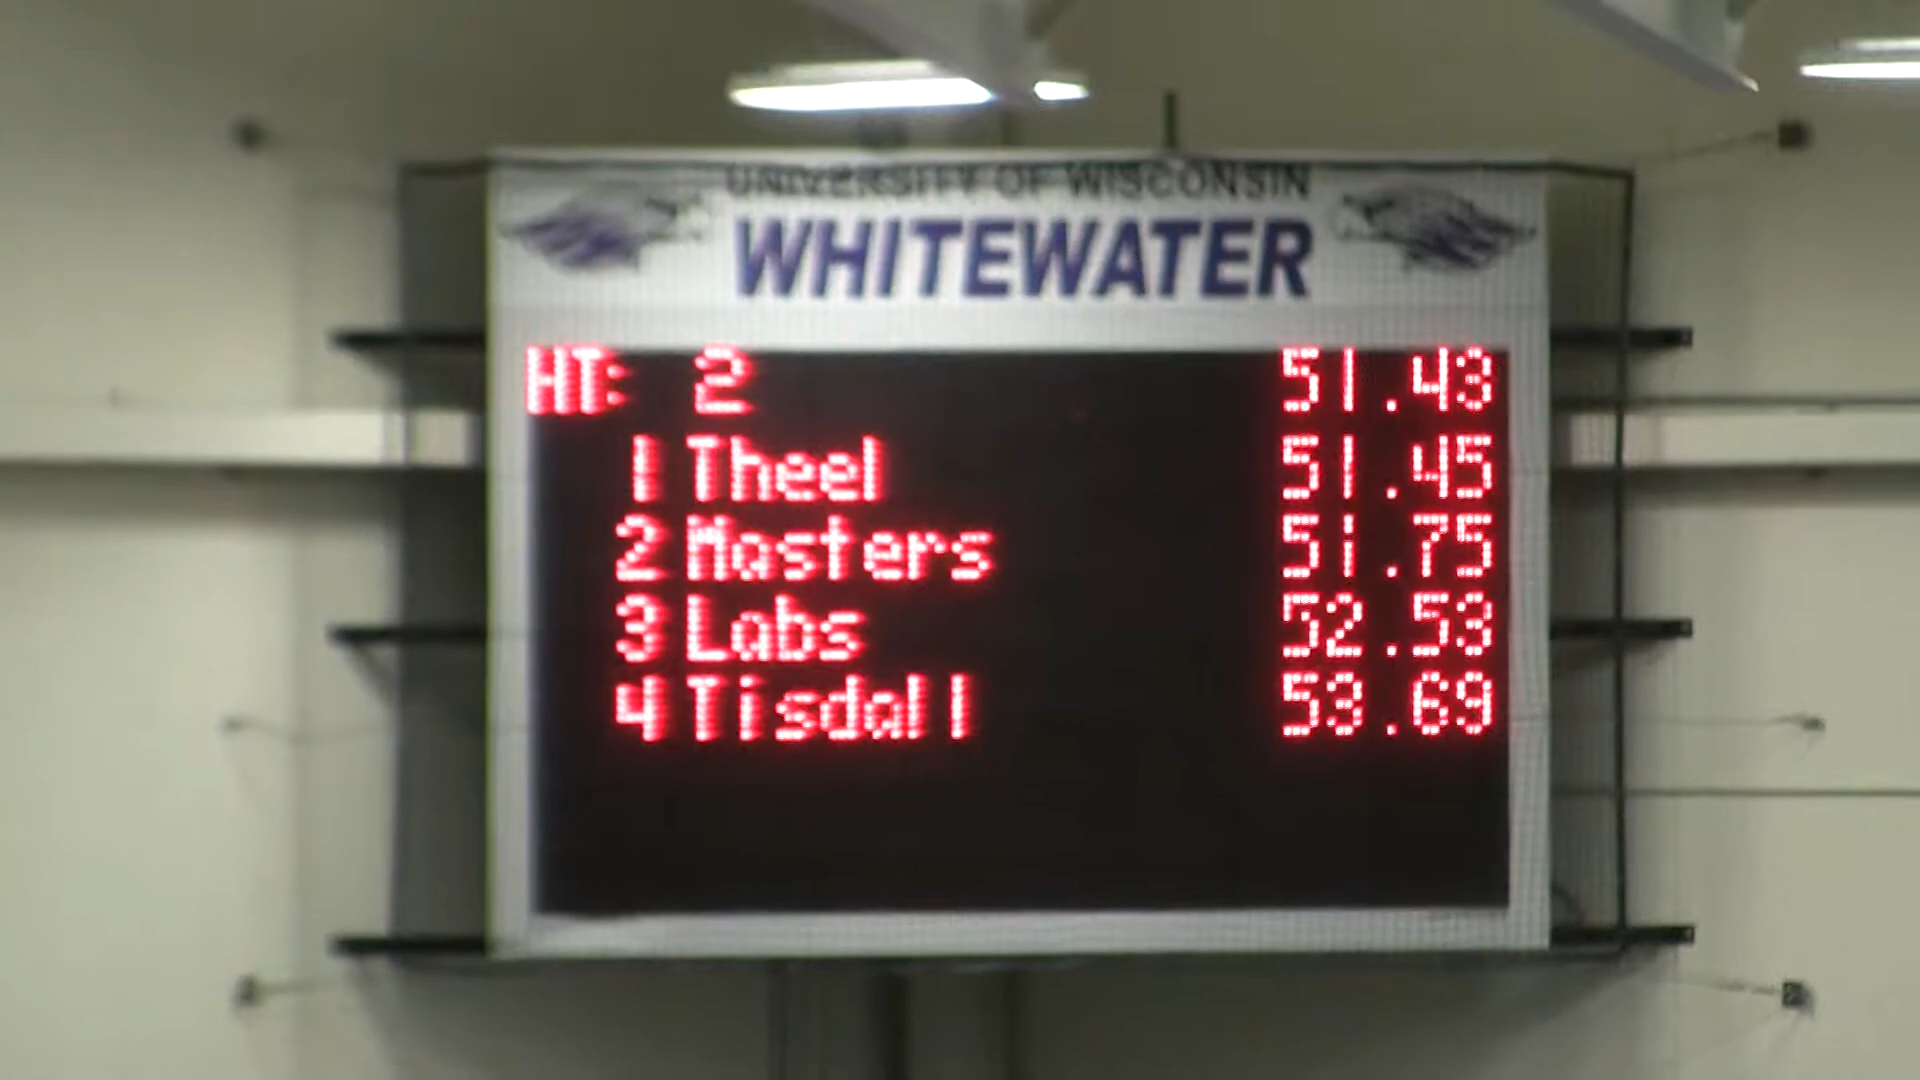 UNIVERSITY OF WISCONSIN
WHITEWATER
HT: 2 51.43
1 Theel 51.45
2 Masters 51.75
3 Labs 52.53
4 Tisdall 53.69